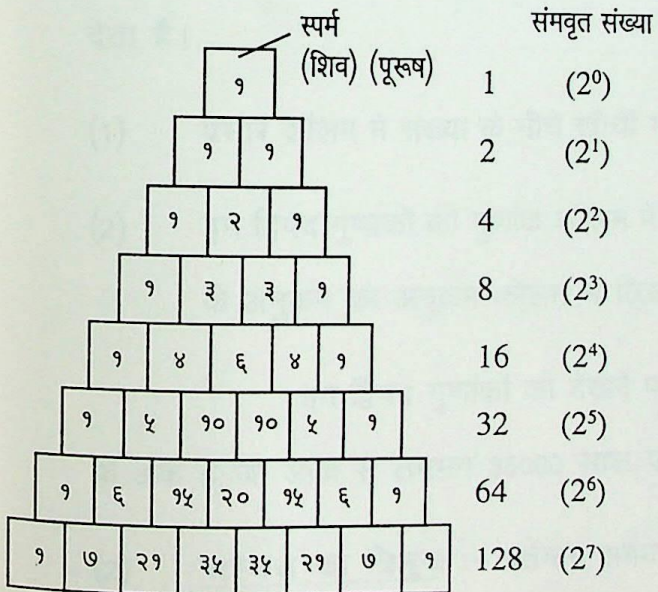 स्पर्म संमवृत संख्या
(शिव) (पूरूष)
१ 1 (2⁰)
१ १ 2 (2¹)
१ २ १ 4 (2²)
१ ३ ३ १ 8 (2³)
१ ४ ६ ४ १ 16 (2⁴)
१ ५ १० १० ५ १ 32 (2⁵)
१ ६ १५ २० १५ ६ १ 64 (2⁶)
१ ७ २१ ३५ ३५ २१ ७ १ 128 (2⁷)